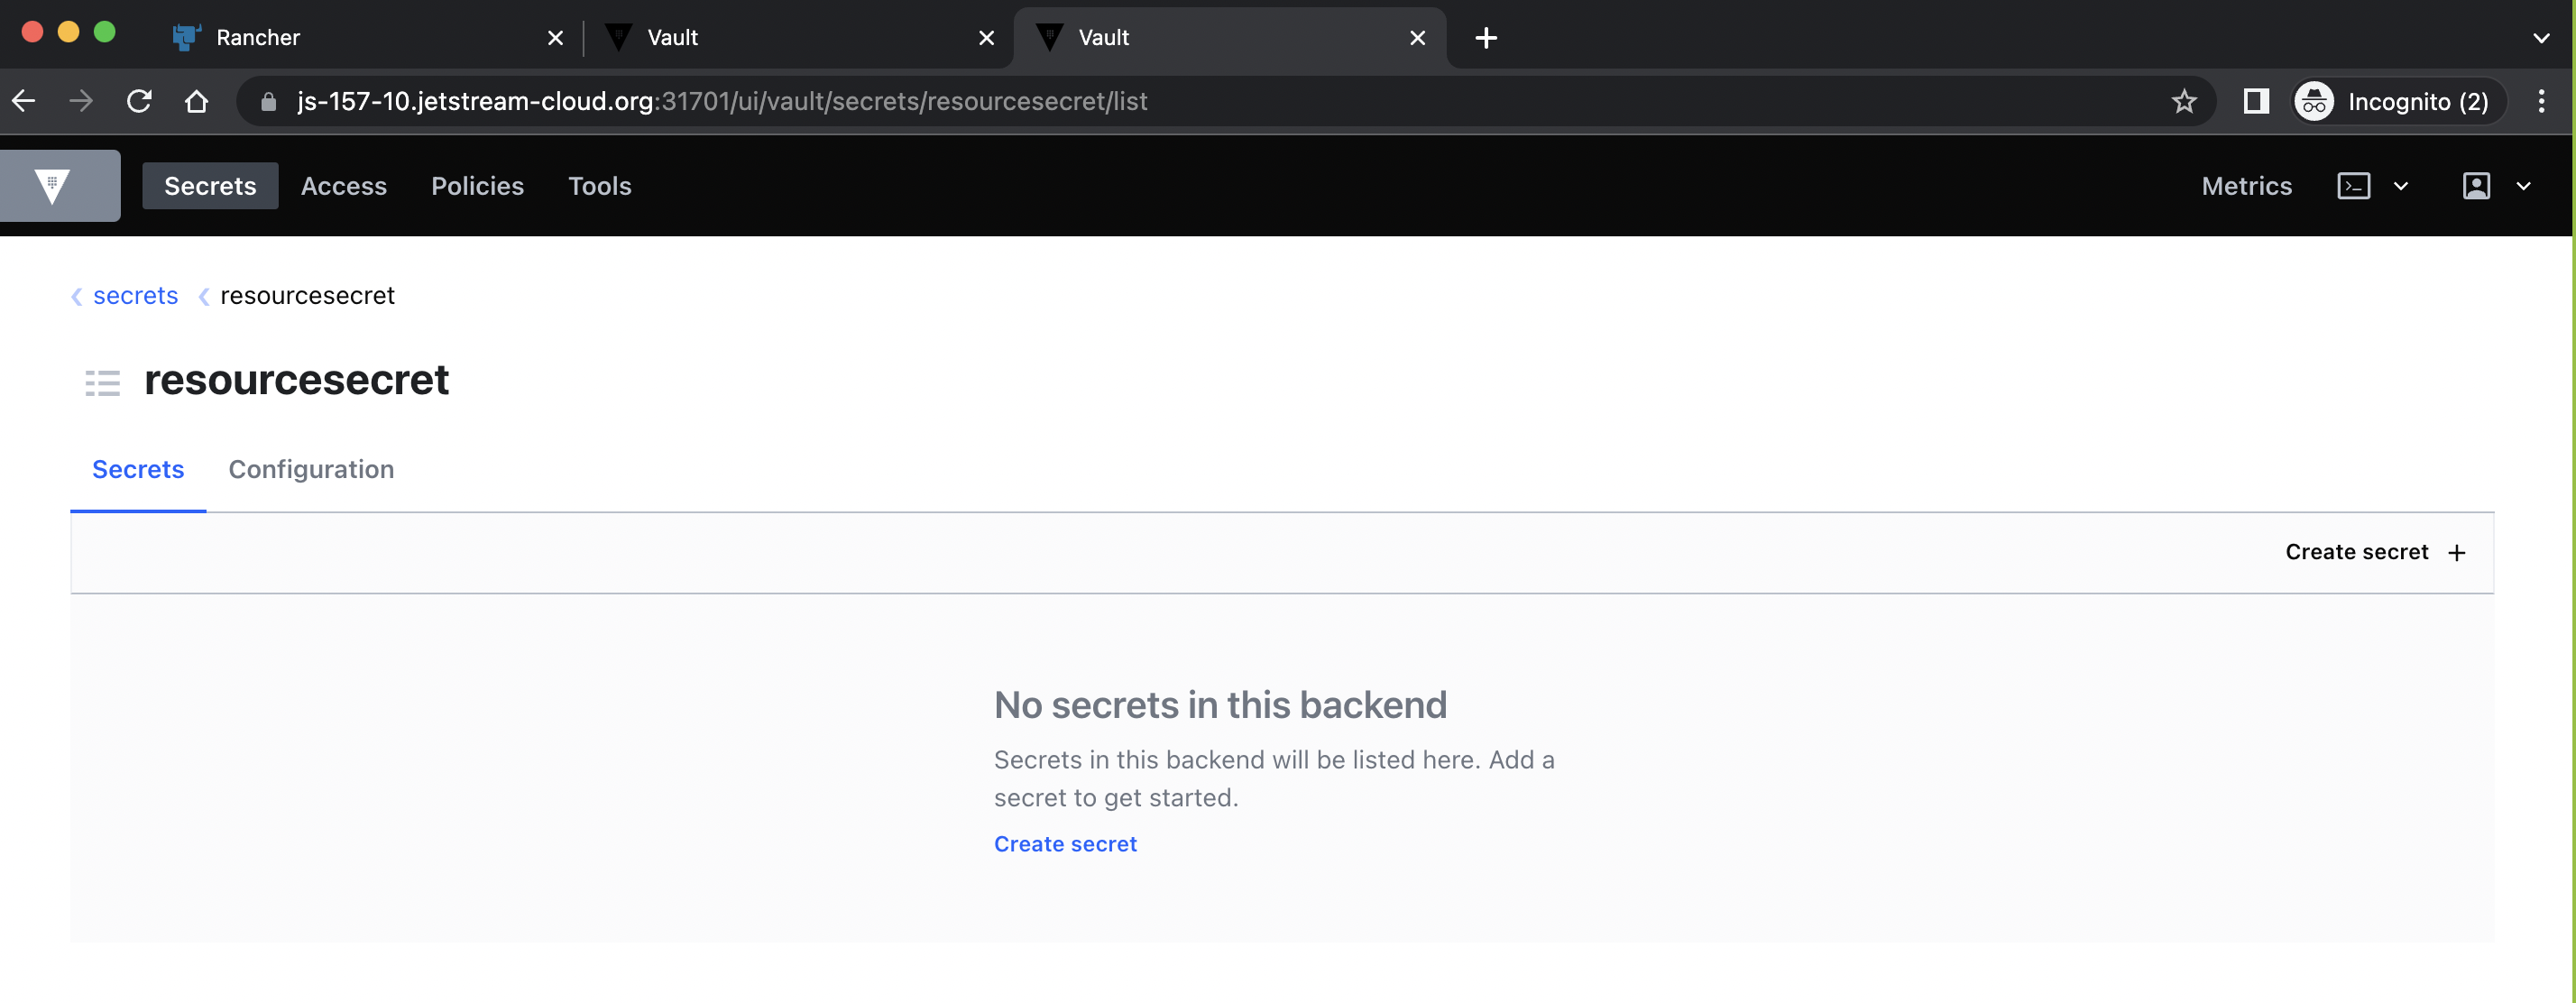 Rancher
Vault
Vault
js-157-10.jetstream-cloud.org:31701/ui/vault/secrets/resourcesecret/list
Incognito (2)
Secrets Access Policies Tools
Metrics
secrets resourcesecret
resourcesecret
Secrets Configuration
Create secret +
No secrets in this backend
Secrets in this backend will be listed here. Add a
secret to get started.
Create secret